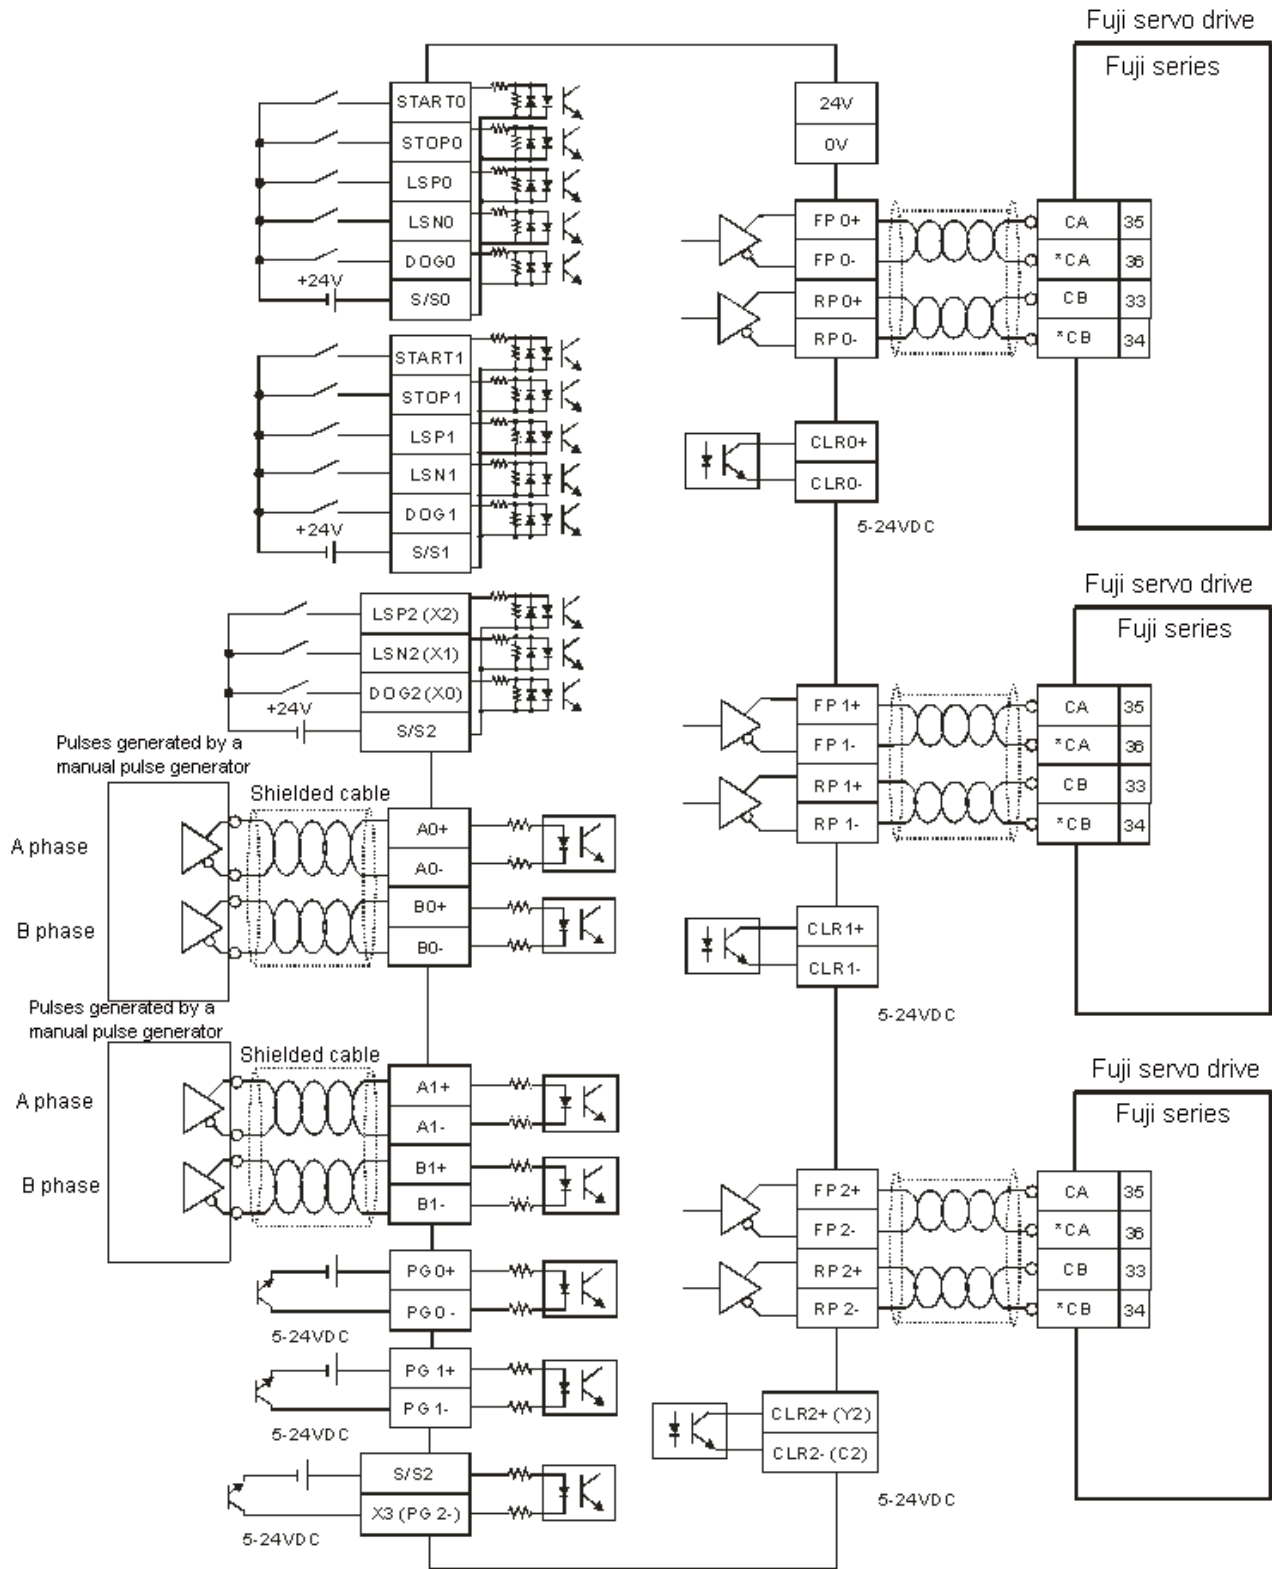 Fuji servo drive
Fuji series
START0
STOP0
LSP0
LSN0
DOG0
+24V
S/S0
24V
0V
FP0+
FP0-
RP0+
RP0-
CA 35
*CA 36
CB 33
*CB 34
START1
STOP1
LSP1
LSN1
DOG1
+24V
S/S1
CLR0+
CLR0-
5-24VDC
Fuji servo drive
Fuji series
LSP2 (X2)
LSN2 (X1)
DOG2 (X0)
+24V
S/S2
FP1+
FP1-
RP1+
RP1-
CA 35
*CA 36
CB 33
*CB 34
Pulses generated by a
manual pulse generator
Shielded cable
A phase
B phase
A0+
A0-
B0+
B0-
CLR1+
CLR1-
5-24VDC
Pulses generated by a
manual pulse generator
Shielded cable
A phase
B phase
A1+
A1-
B1+
B1-
Fuji servo drive
Fuji series
FP2+
FP2-
RP2+
RP2-
CA 35
*CA 36
CB 33
*CB 34
PG0+
PG0-
5-24VDC
PG1+
PG1-
5-24VDC
CLR2+ (Y2)
CLR2- (C2)
5-24VDC
S/S2
X3 (PG2-)
5-24VDC